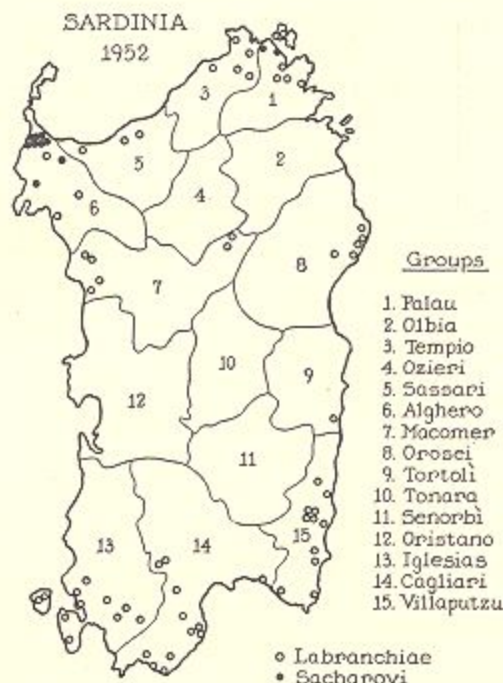 SARDINIA
1952
3
1
5
2
4
6
8
7
10
9
12
11
15
13
14
Groups
1. Palau
2. Olbia
3. Tempio
4. Ozieri
5. Sassari
6. Alghero
7. Macomer
8. Orosei
9. Tortolì
10. Tonara
11. Senorbì
12. Oristano
13. Iglesias
14. Cagliari
15. Villaputzu
Labranchiae
Sacharovi